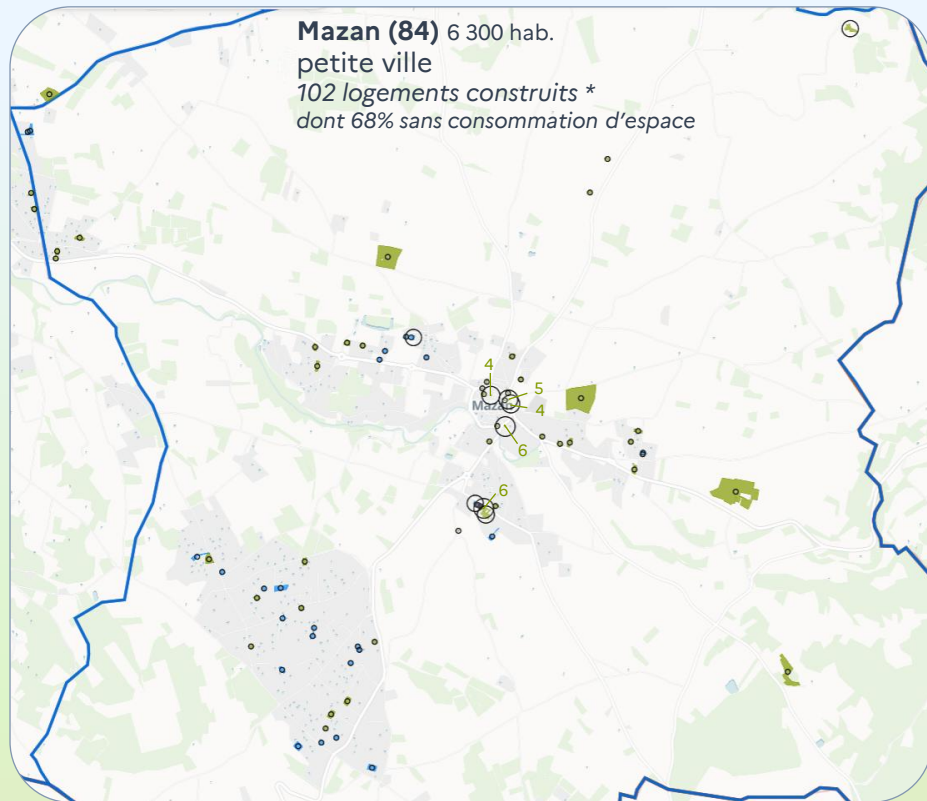 Mazan (84) 6 300 hab.
petite ville
102 logements construits *
dont 68% sans consommation d'espace
4
5
Mazan
4
6
6